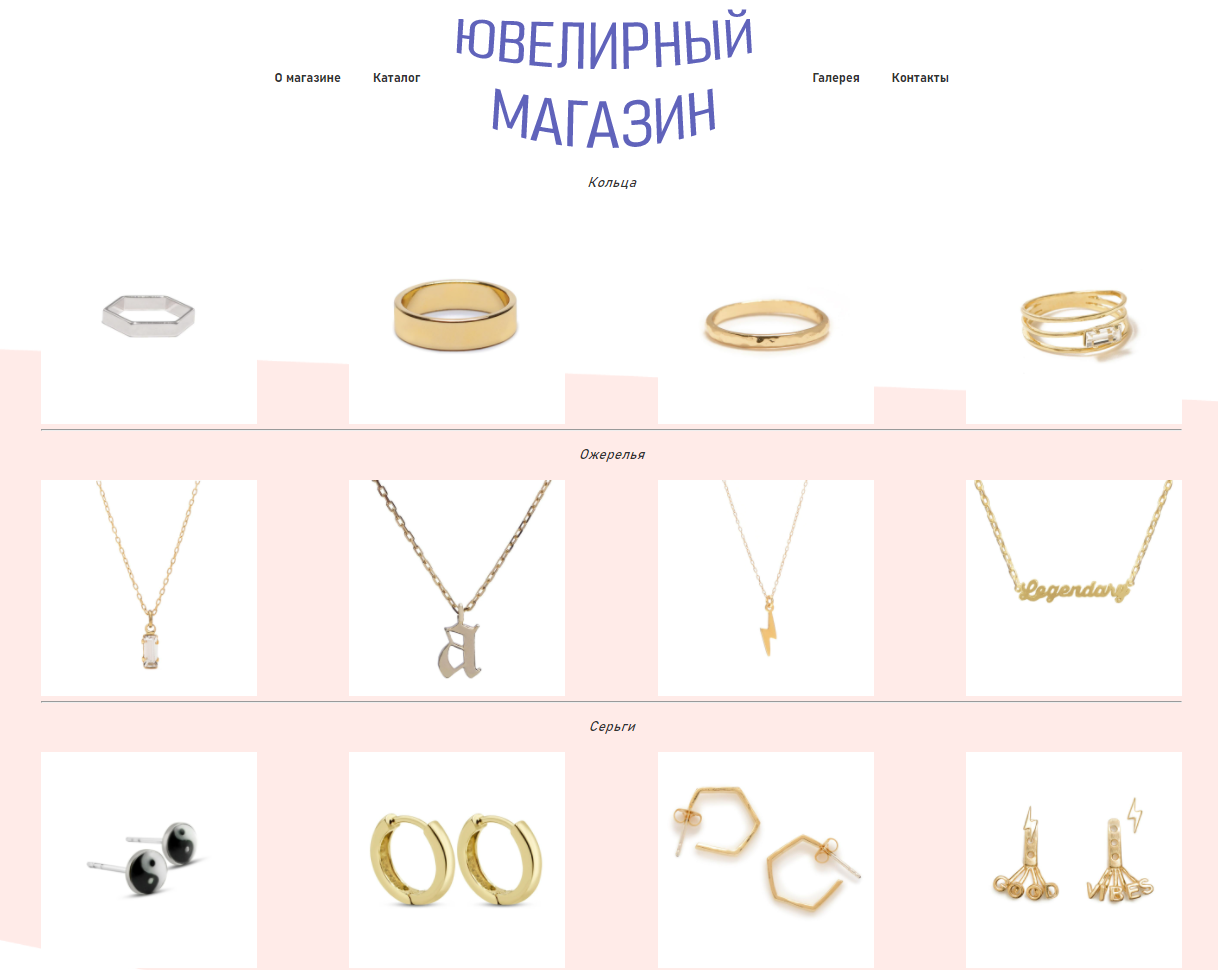 О магазине
Каталог
ЮВЕЛИРНЫЙ
МАГАЗИН
Галерея
Контакты
Кольца
Ожерелья
a
Legendary
Серьги
GOOD
VIBES